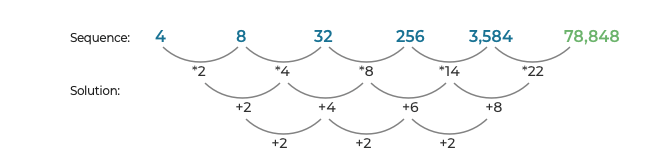 Sequence: 4 8 32 256 3,584 78,848
*2 *4 *8 *14 *22
Solution:
+2 +4 +6 +8
+2 +2 +2